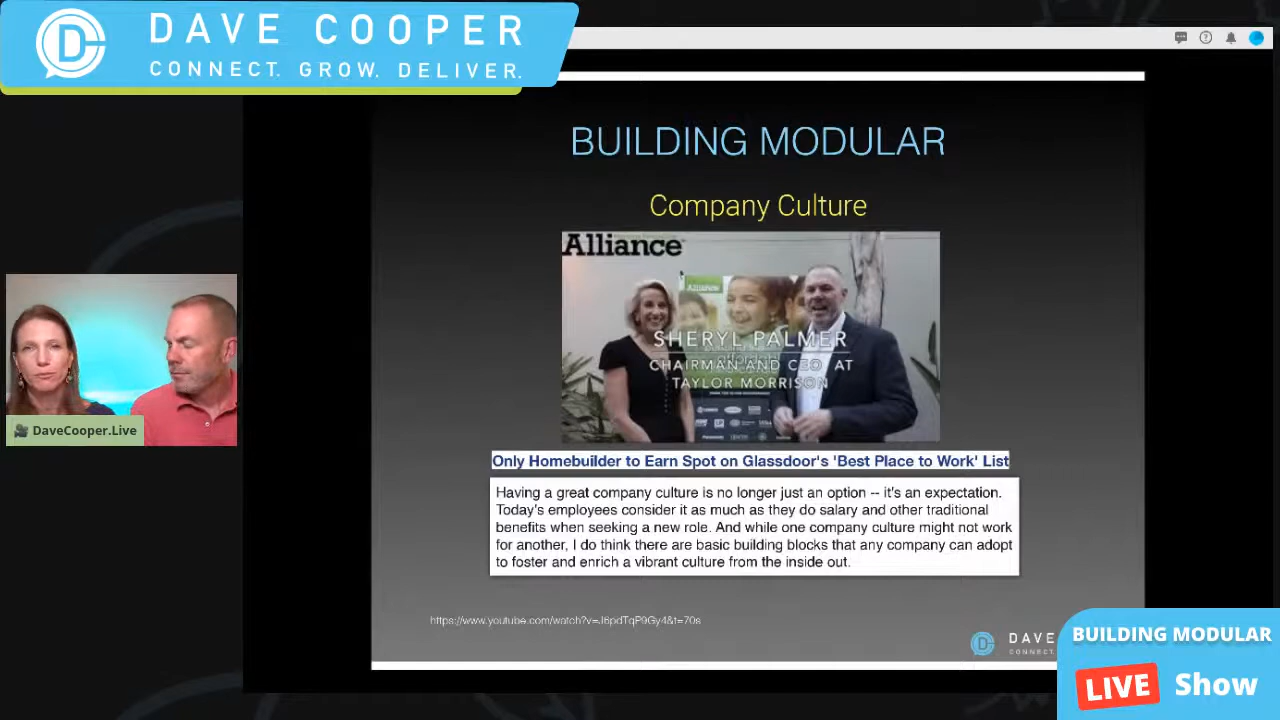 DAVE COOPER
CONNECT. GROW. DELIVER.
BUILDING MODULAR
Company Culture
Alliance
Alliance
SHERYL PALMER
CHAIRMAN AND CEO AT
TAYLOR MORRISON
Only Homebuilder to Earn Spot on Glassdoor's 'Best Place to Work' List
Having a great company culture is no longer just an option -- it's an expectation.
Today's employees consider it as much as they do salary and other traditional
benefits when seeking a new role. And while one company culture might not work
for another, I do think there are basic building blocks that any company can adopt
to foster and enrich a vibrant culture from the inside out.
DaveCooper.Live
DAVE
CONNECT.
BUILDING MODULAR
LIVE Show